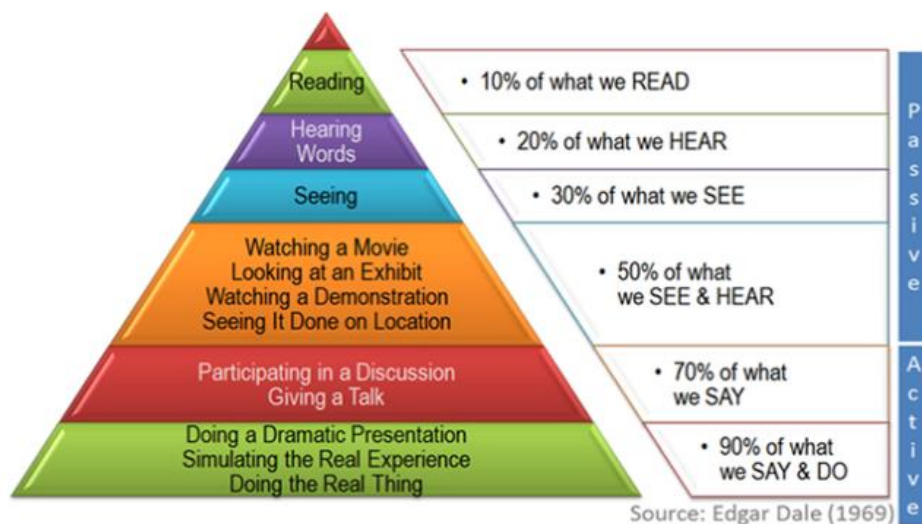 Reading
• 10% of what we READ
Hearing
Words
• 20% of what we HEAR
Seeing
• 30% of what we SEE
Watching a Movie
Looking at an Exhibit
Watching a Demonstration
Seeing It Done on Location
• 50% of what
we SEE & HEAR
Participating in a Discussion
Giving a Talk
• 70% of what
we SAY
Doing a Dramatic Presentation
Simulating the Real Experience
Doing the Real Thing
• 90% of what
we SAY & DO
Passive
Active
Source: Edgar Dale (1969)